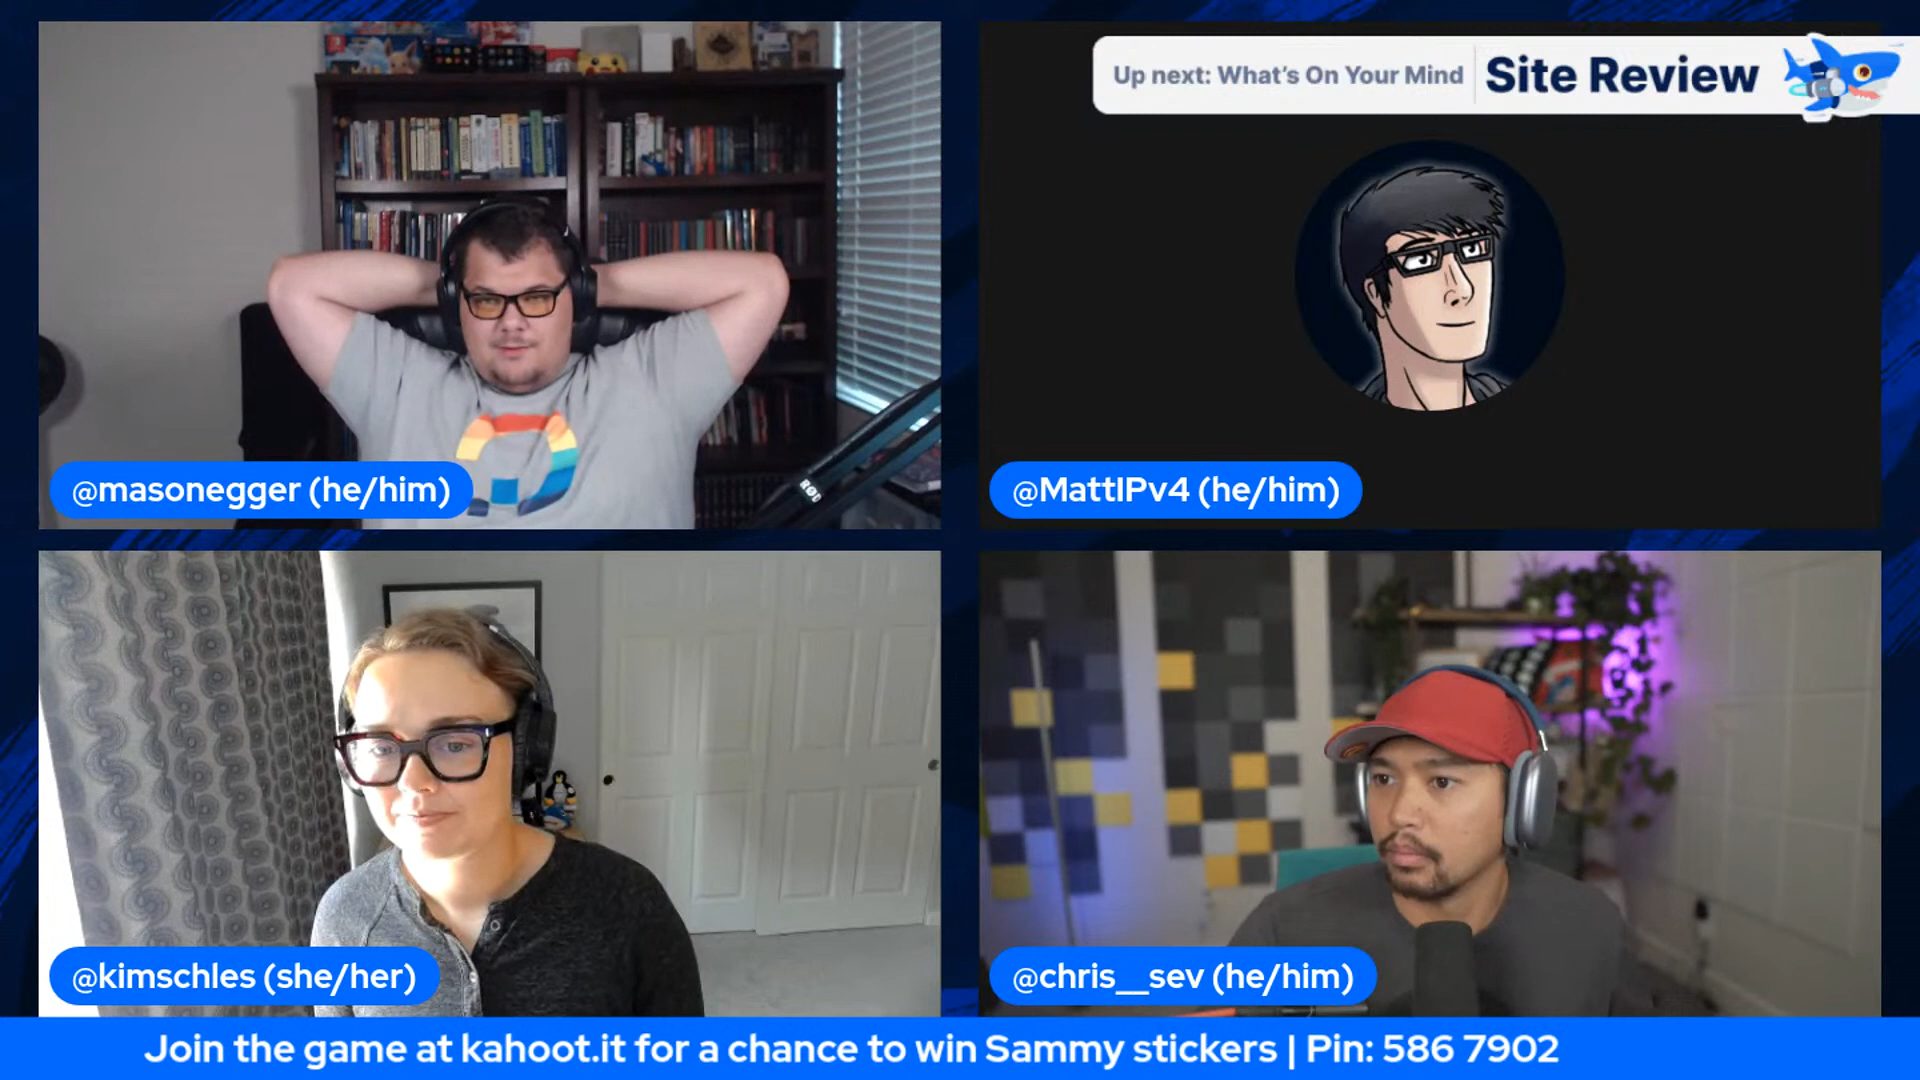 Up next: What's On Your Mind
Site Review
RØD
@masonegger (he/him)
@MattIPv4 (he/him)
@kimschles (she/her)
@chris__sev (he/him)
Join the game at kahoot.it for a chance to win Sammy stickers | Pin: 586 7902